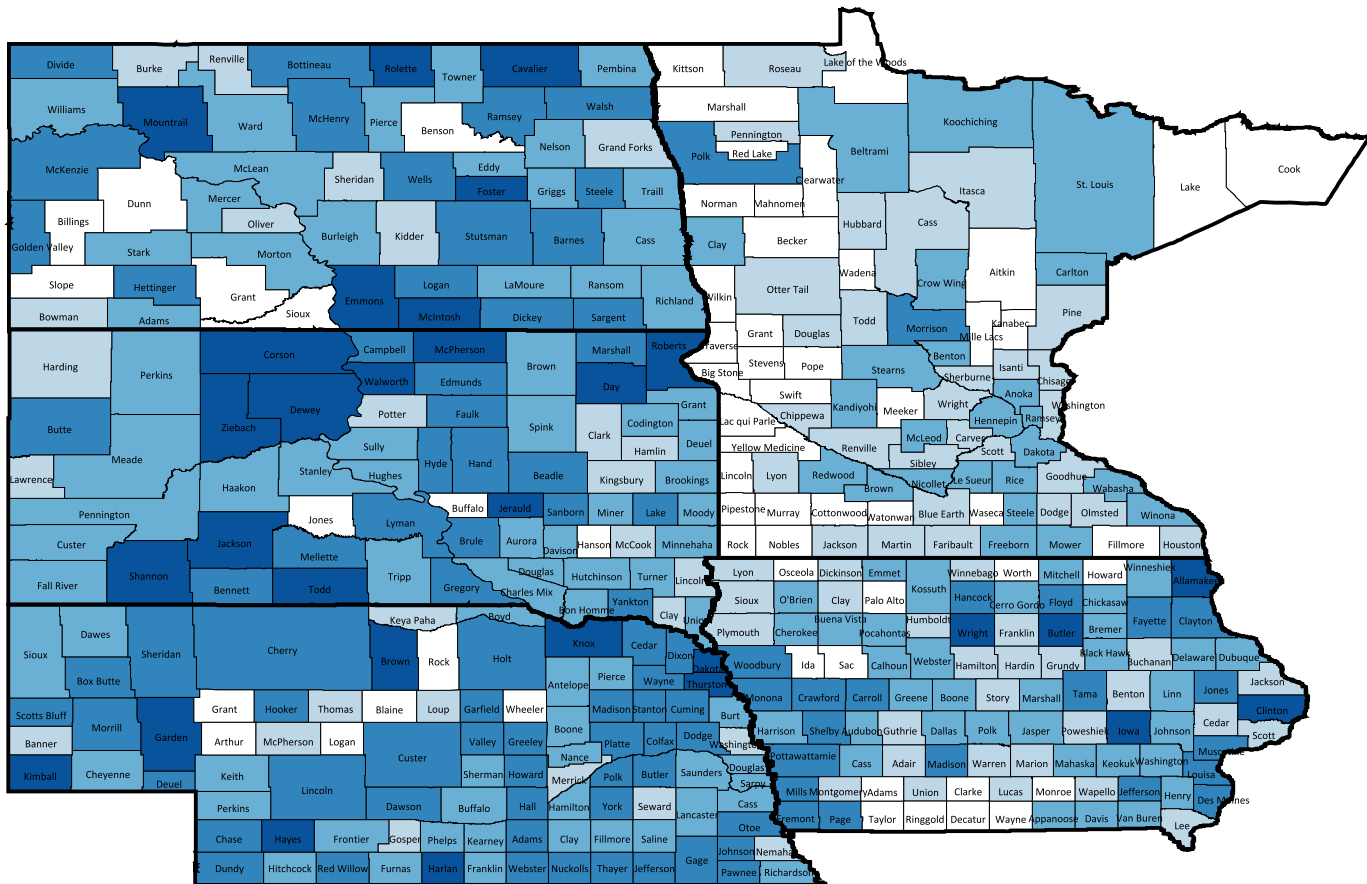 Divide
Burke
Renville
Bottineau
Rolette
Towner
Cavalier
Pembina
Williams
Mountrail
Ward
McHenry
Pierce
Benson
Ramsey
Walsh
McKenzie
Dunn
McLean
Mercer
Oliver
Sheridan
Wells
Eddy
Foster
Nelson
Grand Forks
Griggs
Steele
Traill
Golden Valley
Billings
Stark
Morton
Burleigh
Kidder
Stutsman
Barnes
Cass
Slope
Hettinger
Grant
Sioux
Emmons
Logan
LaMoure
Ransom
Richland
Bowman
Adams
McIntosh
Dickey
Sargent
Kittson
Roseau
Lake of the Woods
Marshall
Pennington
Red Lake
Polk
Beltrami
Koochiching
Clearwater
Norman
Mahnomen
Itasca
St. Louis
Lake
Cook
Clay
Becker
Hubbard
Cass
Wilkin
Otter Tail
Wadena
Crow Wing
Aitkin
Carlton
Todd
Morrison
Mille Lacs
Kanabec
Pine
Traverse
Grant
Douglas
Big Stone
Stevens
Pope
Stearns
Benton
Sherburne
Isanti
Chisago
Anoka
Washington
Swift
Chippewa
Kandiyohi
Meeker
Wright
Hennepin
Ramsey
Lac qui Parle
Yellow Medicine
Renville
McLeod
Carver
Scott
Dakota
Sibley
Lincoln
Lyon
Redwood
Brown
Nicollet
Le Sueur
Rice
Goodhue
Wabasha
Pipestone
Murray
Cottonwood
Watonwan
Blue Earth
Waseca
Steele
Dodge
Olmsted
Winona
Rock
Nobles
Jackson
Martin
Faribault
Freeborn
Mower
Fillmore
Houston
Harding
Perkins
Corson
Campbell
McPherson
Brown
Marshall
Roberts
Walworth
Edmunds
Day
Butte
Ziebach
Dewey
Potter
Faulk
Spink
Clark
Codington
Grant
Meade
Sully
Hyde
Hand
Hamlin
Deuel
Lawrence
Haakon
Stanley
Hughes
Beadle
Kingsbury
Brookings
Pennington
Jones
Lyman
Buffalo
Jerauld
Sanborn
Miner
Lake
Moody
Custer
Jackson
Mellette
Brule
Aurora
Davison
Hanson
McCook
Minnehaha
Fall River
Shannon
Bennett
Todd
Tripp
Gregory
Charles Mix
Douglas
Hutchinson
Turner
Lincoln
Bon Homme
Yankton
Clay
Union
Sioux
Dawes
Sheridan
Cherry
Keya Paha
Boyd
Box Butte
Brown
Rock
Holt
Knox
Cedar
Dixon
Dakota
Scotts Bluff
Morrill
Garden
Grant
Hooker
Thomas
Blaine
Loup
Garfield
Wheeler
Antelope
Pierce
Wayne
Thurston
Madison
Stanton
Cuming
Burt
Banner
Arthur
McPherson
Logan
Custer
Valley
Greeley
Boone
Nance
Platte
Colfax
Dodge
Washington
Kimball
Cheyenne
Deuel
Keith
Lincoln
Sherman
Howard
Merrick
Polk
Butler
Saunders
Douglas
Sarpy
Perkins
Dawson
Buffalo
Hall
Hamilton
York
Seward
Lancaster
Cass
Otoe
Chase
Hayes
Frontier
Gosper
Phelps
Kearney
Adams
Clay
Fillmore
Saline
Johnson
Nemaha
Dundy
Hitchcock
Red Willow
Furnas
Harlan
Franklin
Webster
Nuckolls
Thayer
Jefferson
Gage
Pawnee
Richardson
Lyon
Osceola
Dickinson
Emmet
Winnebago
Worth
Mitchell
Howard
Winneshiek
Allamakee
Sioux
O'Brien
Clay
Palo Alto
Kossuth
Hancock
Cerro Gordo
Floyd
Chickasaw
Plymouth
Cherokee
Buena Vista
Pocahontas
Humboldt
Wright
Franklin
Butler
Bremer
Fayette
Clayton
Woodbury
Ida
Sac
Calhoun
Webster
Hamilton
Hardin
Grundy
Black Hawk
Buchanan
Delaware
Dubuque
Monona
Crawford
Carroll
Greene
Boone
Story
Marshall
Tama
Benton
Linn
Jones
Jackson
Clinton
Harrison
Shelby
Audubon
Guthrie
Dallas
Polk
Jasper
Poweshiek
Iowa
Johnson
Cedar
Scott
Pottawattamie
Cass
Adair
Madison
Warren
Marion
Mahaska
Keokuk
Washington
Muscatine
Louisa
Mills
Montgomery
Adams
Union
Clarke
Lucas
Monroe
Wapello
Jefferson
Henry
Des Moines
Fremont
Page
Taylor
Ringgold
Decatur
Wayne
Appanoose
Davis
Van Buren
Lee